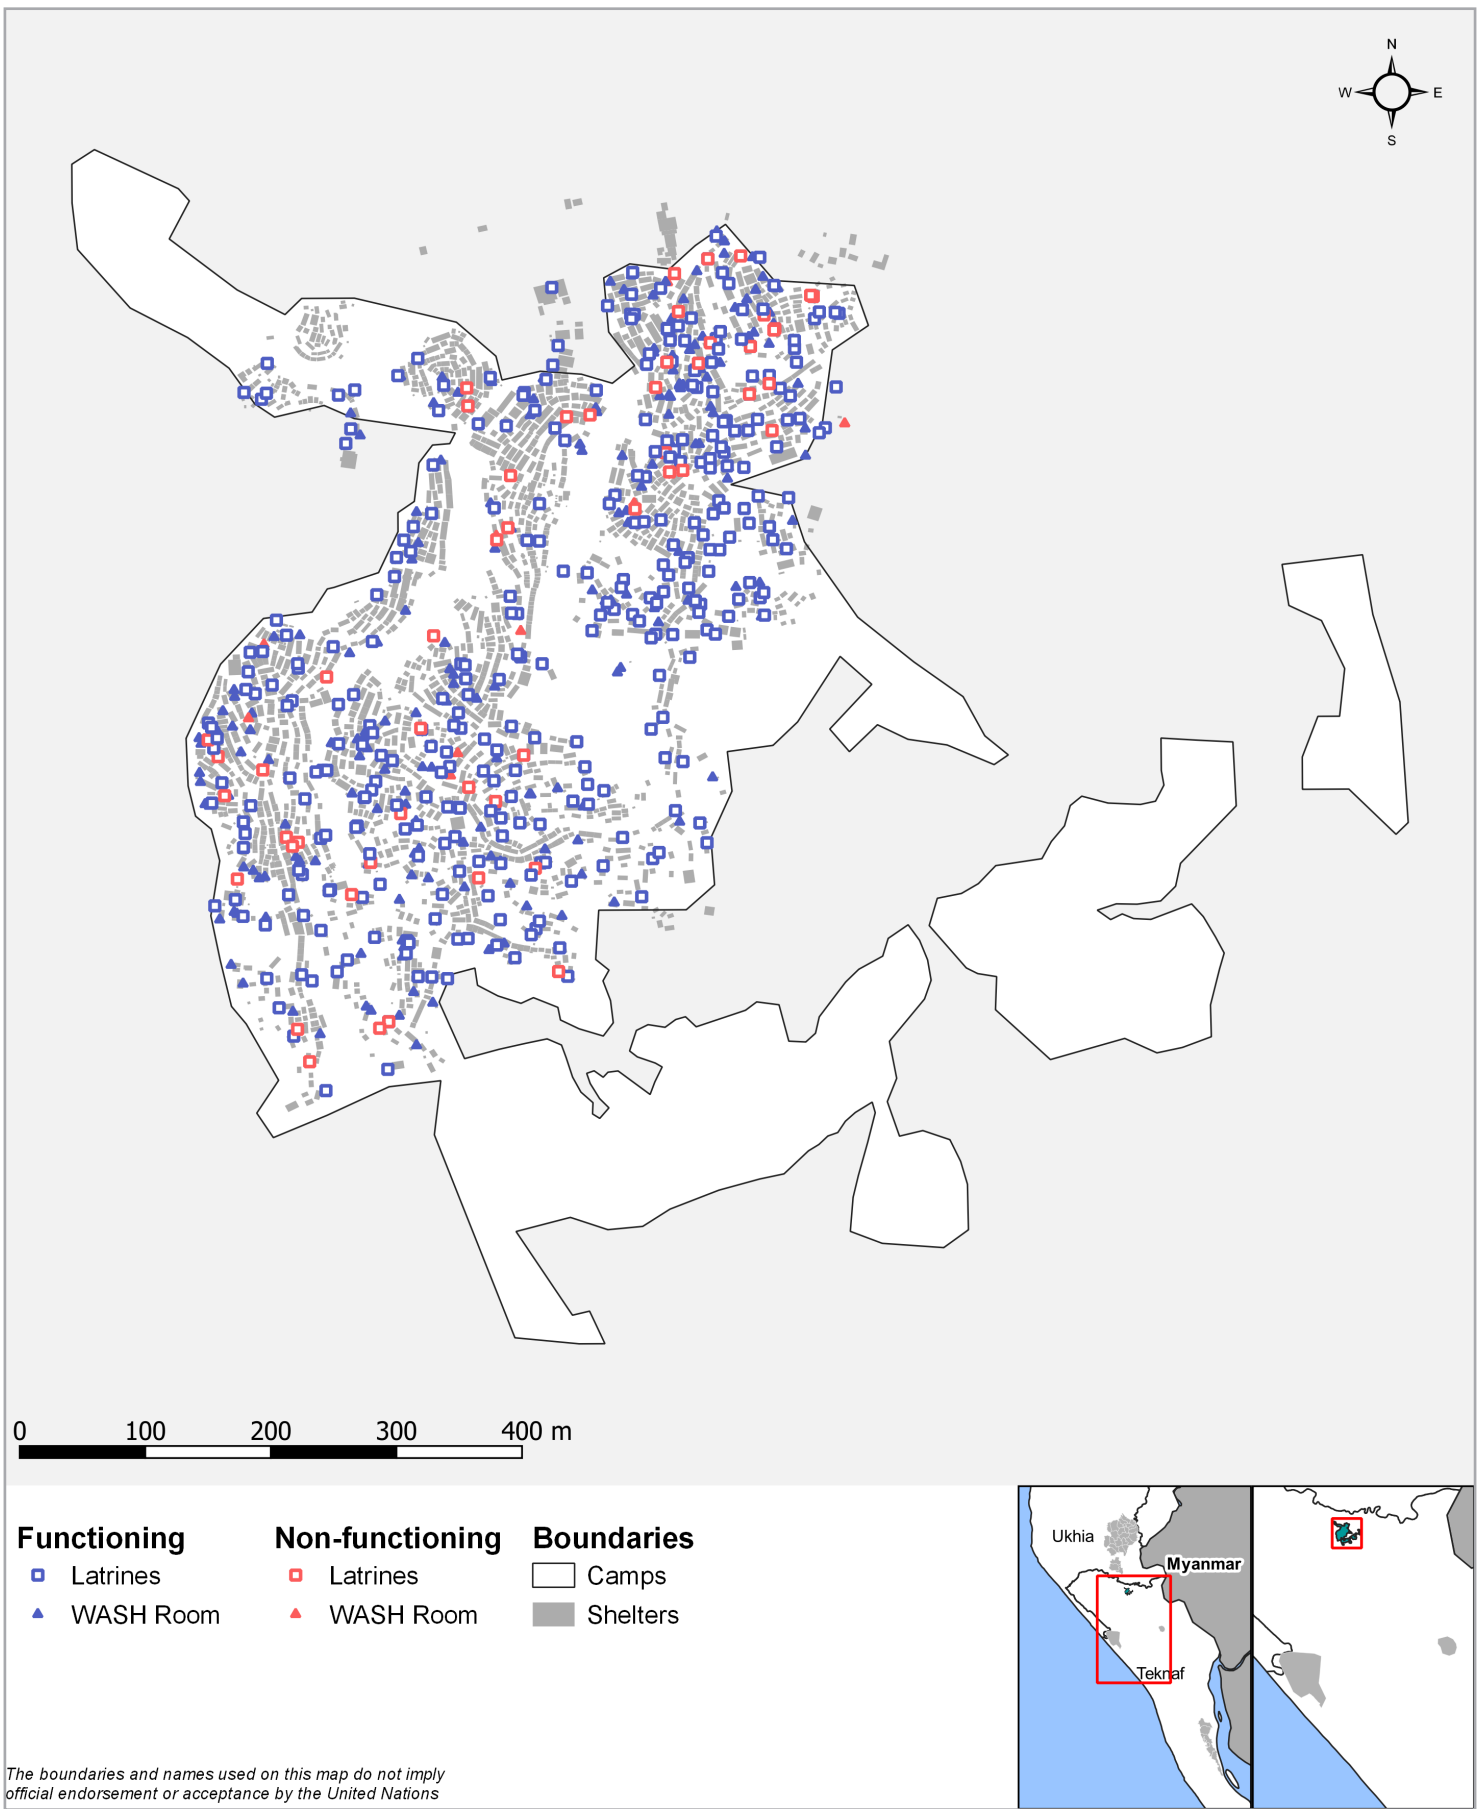 N
W E
S
0 100 200 300 400 m
Functioning Non-functioning Boundaries
Latrines Latrines Camps
WASH Room WASH Room Shelters
Ukhia
Myanmar
Teknaf
The boundaries and names used on this map do not imply
official endorsement or acceptance by the United Nations